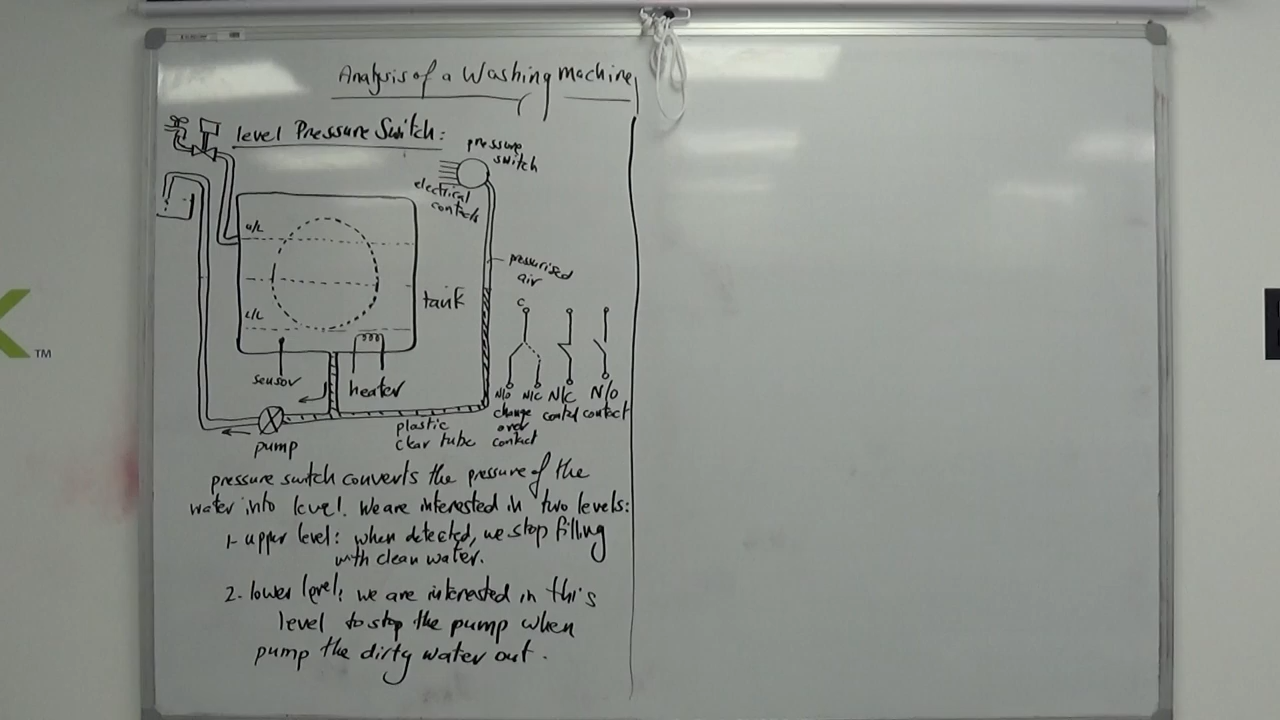 Analysis of a Washing machine
level Pressure Switch:
pressure
switch
electrical
contacts
u/L
pressurised
air
tank
C
L/L
sensor
heater
N/O N/C N/C N/O
change over contact
contact contact
plastic
clear tube
pump
pressure switch converts the pressure of the
water into level. We are interested in two levels:
1- upper level: when detected, we stop filling
with clean water.
2. lower level: we are interested in this
level to stop the pump when
pump the dirty water out.
TM